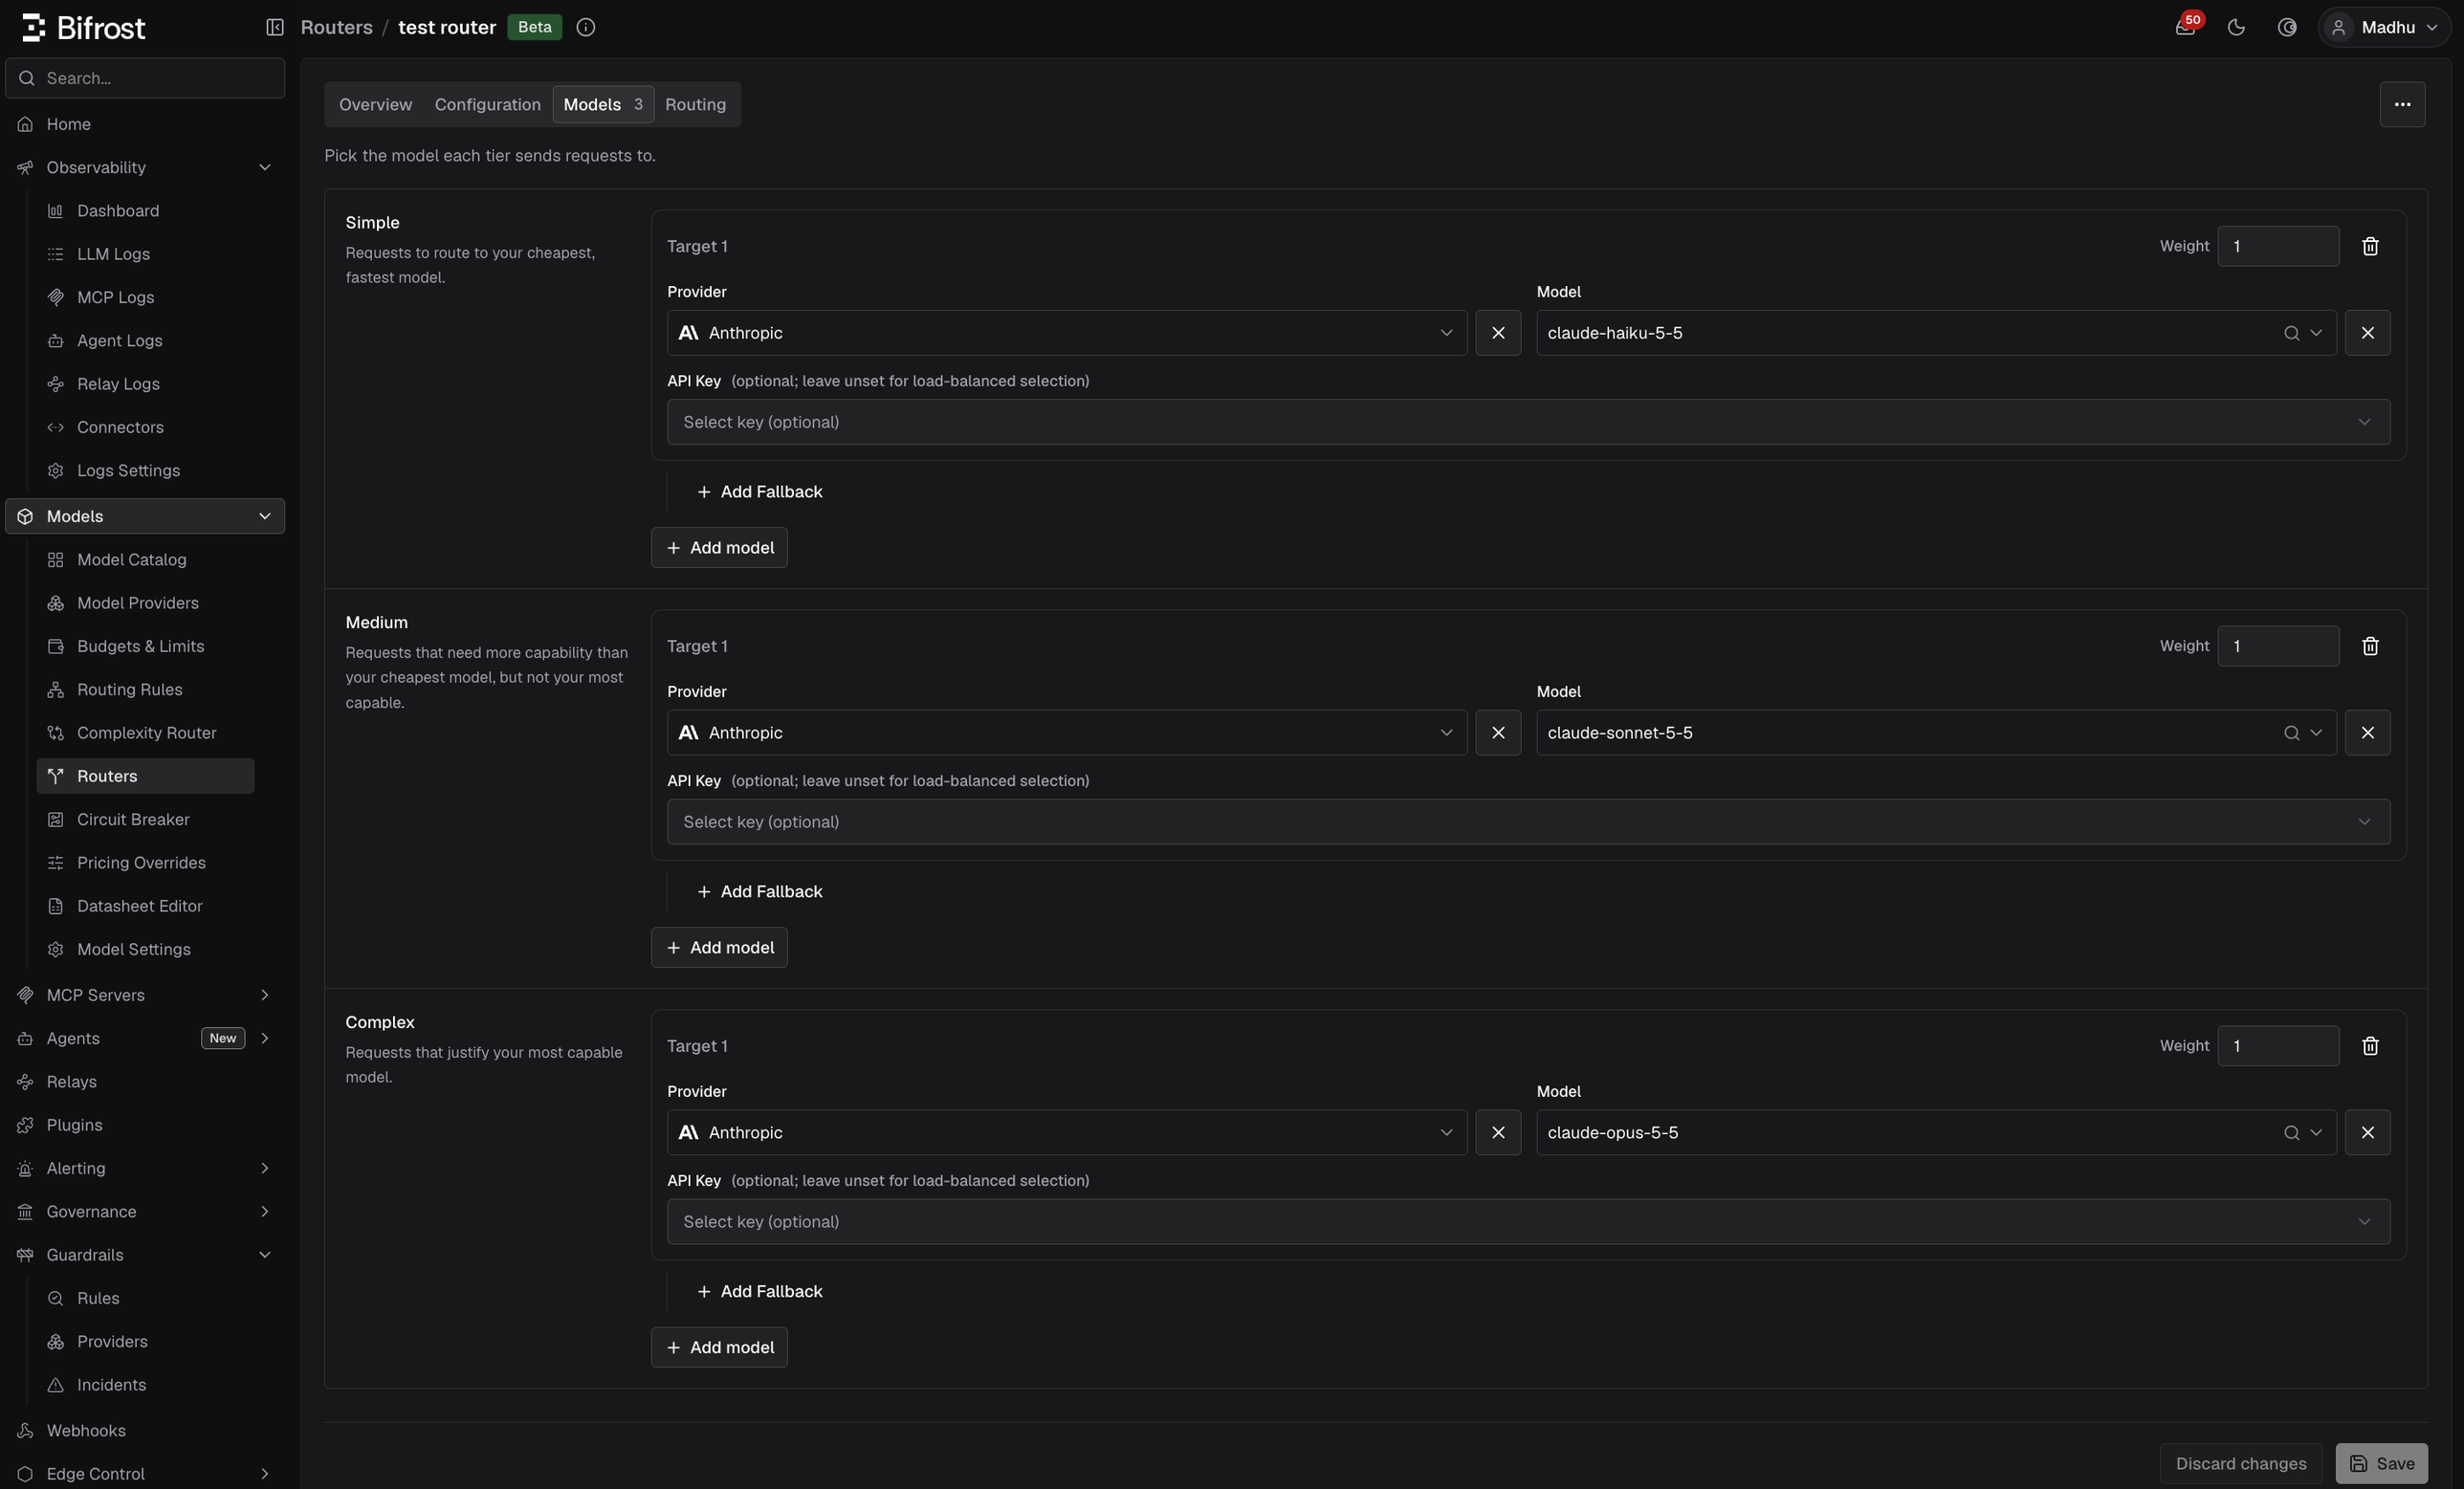 Bifrost
Routers / test router Beta
50
Madhu
Search...
Home
Observability
Dashboard
LLM Logs
MCP Logs
Agent Logs
Relay Logs
Connectors
Logs Settings
Models
Model Catalog
Model Providers
Budgets & Limits
Routing Rules
Complexity Router
Routers
Circuit Breaker
Pricing Overrides
Datasheet Editor
Model Settings
MCP Servers
Agents New
Relays
Plugins
Alerting
Governance
Guardrails
Rules
Providers
Incidents
Webhooks
Edge Control
Overview Configuration Models 3 Routing
Pick the model each tier sends requests to.
Simple
Requests to route to your cheapest,
fastest model.
Target 1 Weight 1
Provider Model
Anthropic claude-haiku-5-5
API Key (optional; leave unset for load-balanced selection)
Select key (optional)
Add Fallback
Add model
Medium
Requests that need more capability than
your cheapest model, but not your most
capable.
Target 1 Weight 1
Provider Model
Anthropic claude-sonnet-5-5
API Key (optional; leave unset for load-balanced selection)
Select key (optional)
Add Fallback
Add model
Complex
Requests that justify your most capable
model.
Target 1 Weight 1
Provider Model
Anthropic claude-opus-5-5
API Key (optional; leave unset for load-balanced selection)
Select key (optional)
Add Fallback
Add model
Discard changes Save